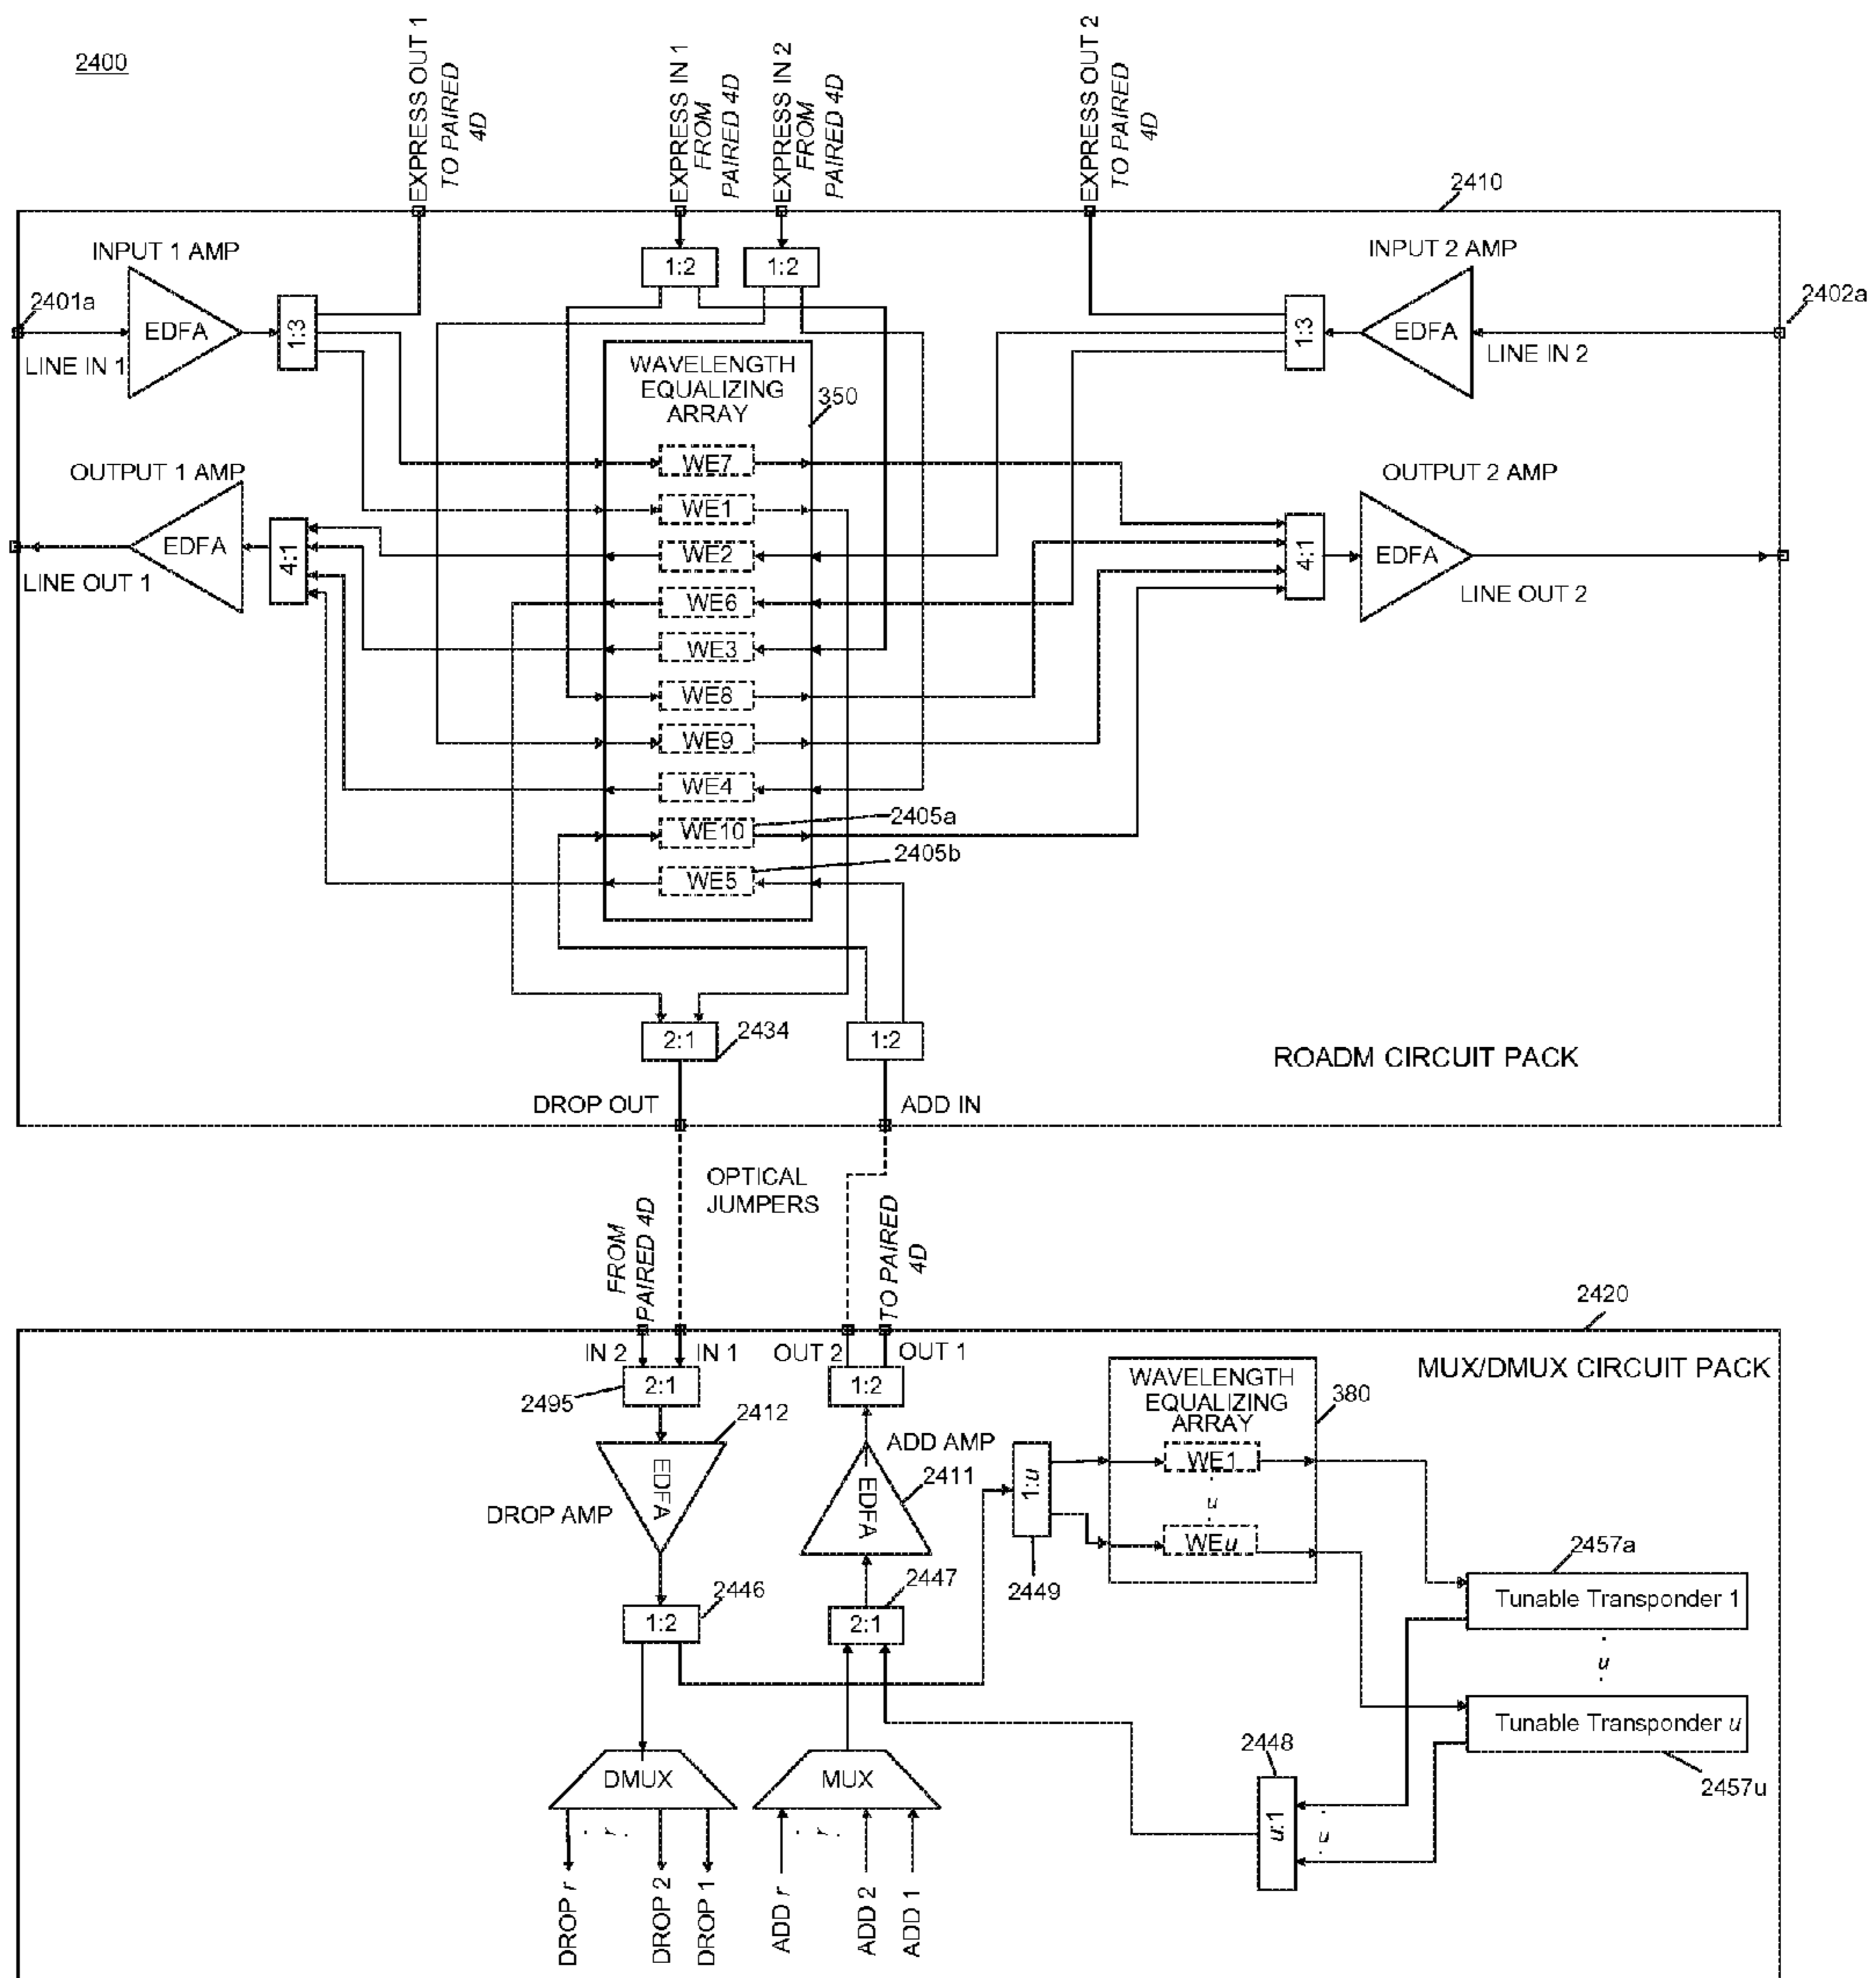 2400
EXPRESS OUT 1
TO PAIRED
4D
EXPRESS IN 1
FROM
PAIRED 4D
EXPRESS IN 2
FROM
PAIRED 4D
EXPRESS OUT 2
TO PAIRED
4D
2410
INPUT 1 AMP
2401a
EDFA
LINE IN 1
1:3
1:2
1:2
INPUT 2 AMP
2402a
1:3
EDFA
LINE IN 2
WAVELENGTH
EQUALIZING
ARRAY
350
OUTPUT 1 AMP
EDFA
LINE OUT 1
4:1
WE7
WE1
WE2
WE6
WE3
WE8
WE9
WE4
WE10
2405a
WE5
2405b
OUTPUT 2 AMP
4:1
EDFA
LINE OUT 2
2:1
2434
1:2
ROADM CIRCUIT PACK
DROP OUT
ADD IN
OPTICAL
JUMPERS
FROM
PAIRED 4D
TO PAIRED
4D
2420
IN 2
IN 1
OUT 2
OUT 1
MUX/DMUX CIRCUIT PACK
2:1
2495
1:2
WAVELENGTH
EQUALIZING
ARRAY
380
2412
EDFA
DROP AMP
ADD AMP
2411
EDFA
1:u
2449
WE1
.
u
.
WEu
2446
1:2
2447
2:1
2457a
Tunable Transponder 1
.
u
.
Tunable Transponder u
2457u
2448
u:1
.
u
.
DMUX
MUX
. r .
. r .
DROP r
DROP 2
DROP 1
ADD r
ADD 2
ADD 1